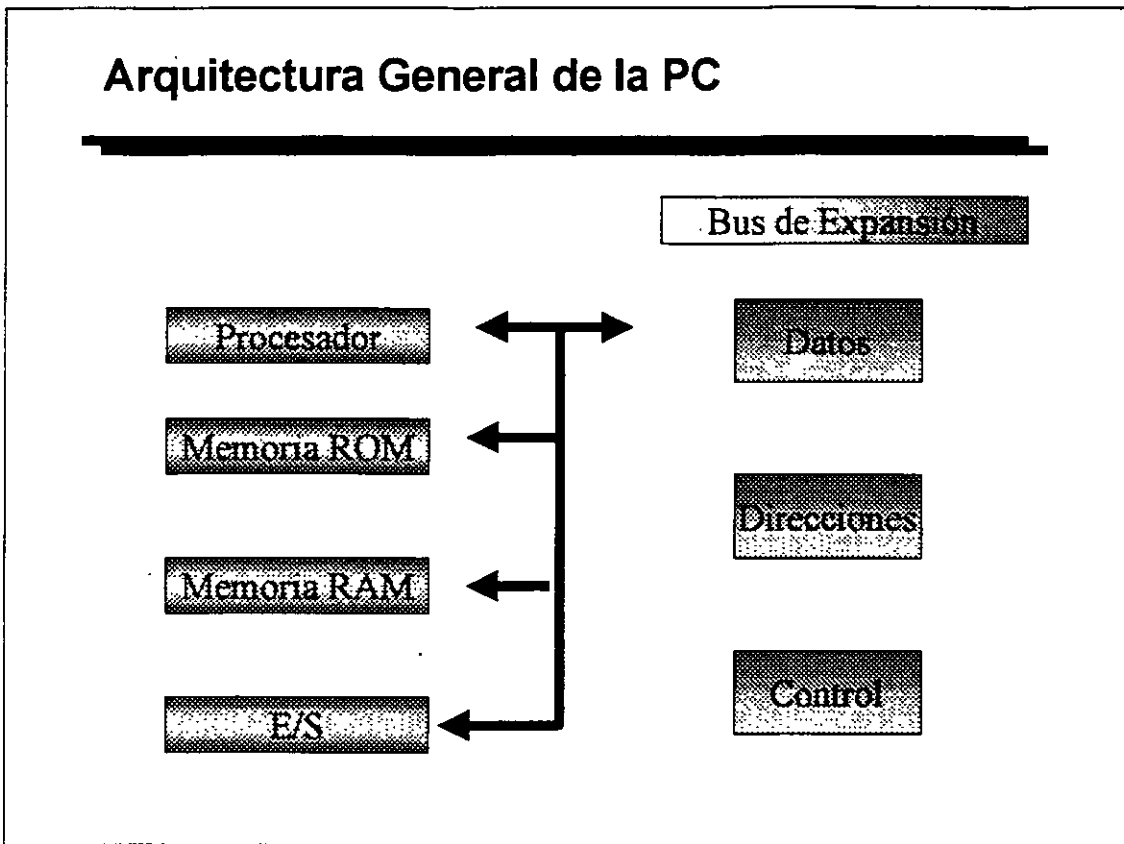 Arquitectura General de la PC
Bus de Expansión
Procesador
Datos
Memoria ROM
Direcciones
Memoria RAM
Control
E/S